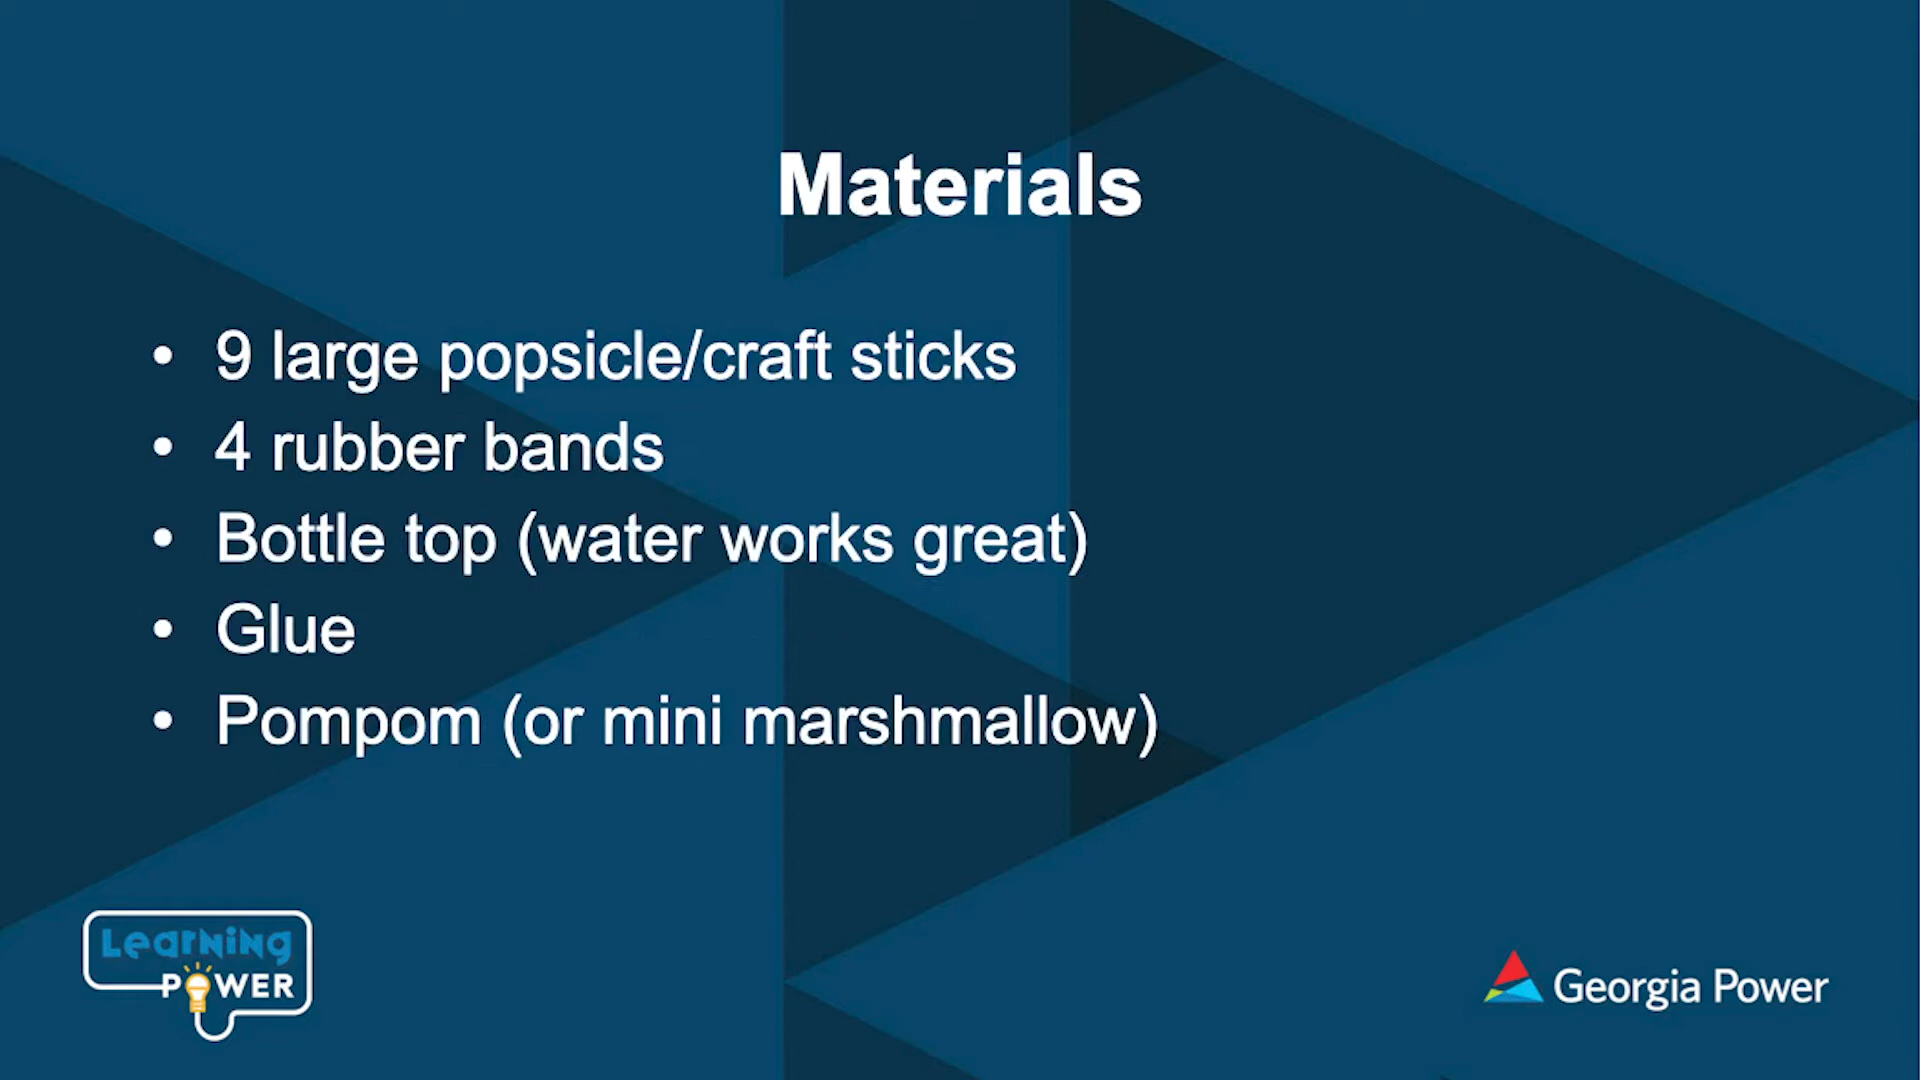 Materials
• 9 large popsicle/craft sticks
• 4 rubber bands
• Bottle top (water works great)
• Glue
• Pompom (or mini marshmallow)
Learning
POWER
Georgia Power